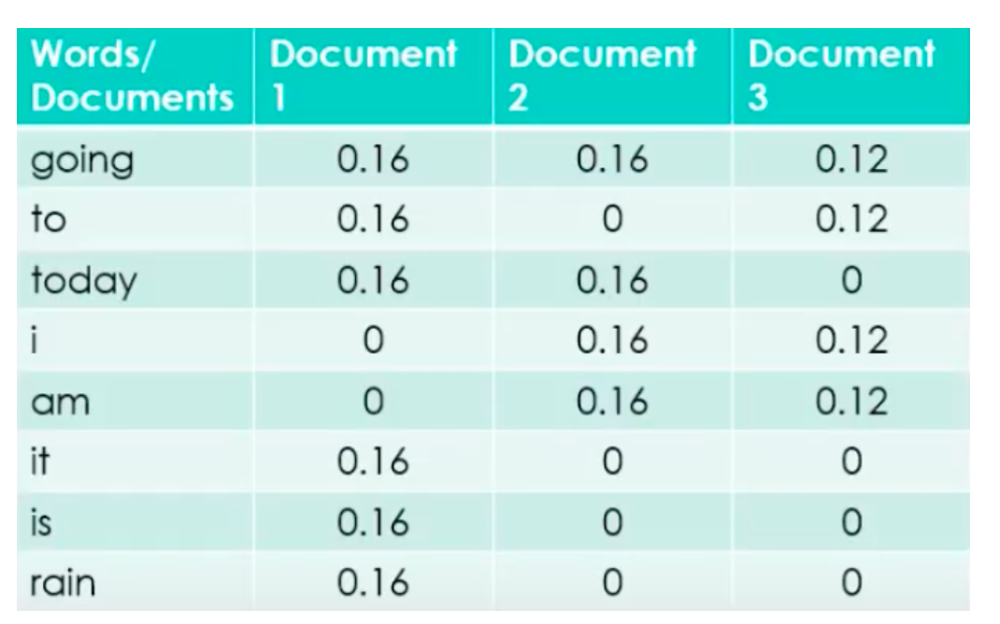 Words/ Documents Document 1 Document 2 Document 3
going 0.16 0.16 0.12
to 0.16 0 0.12
today 0.16 0.16 0
i 0 0.16 0.12
am 0 0.16 0.12
it 0.16 0 0
is 0.16 0 0
rain 0.16 0 0